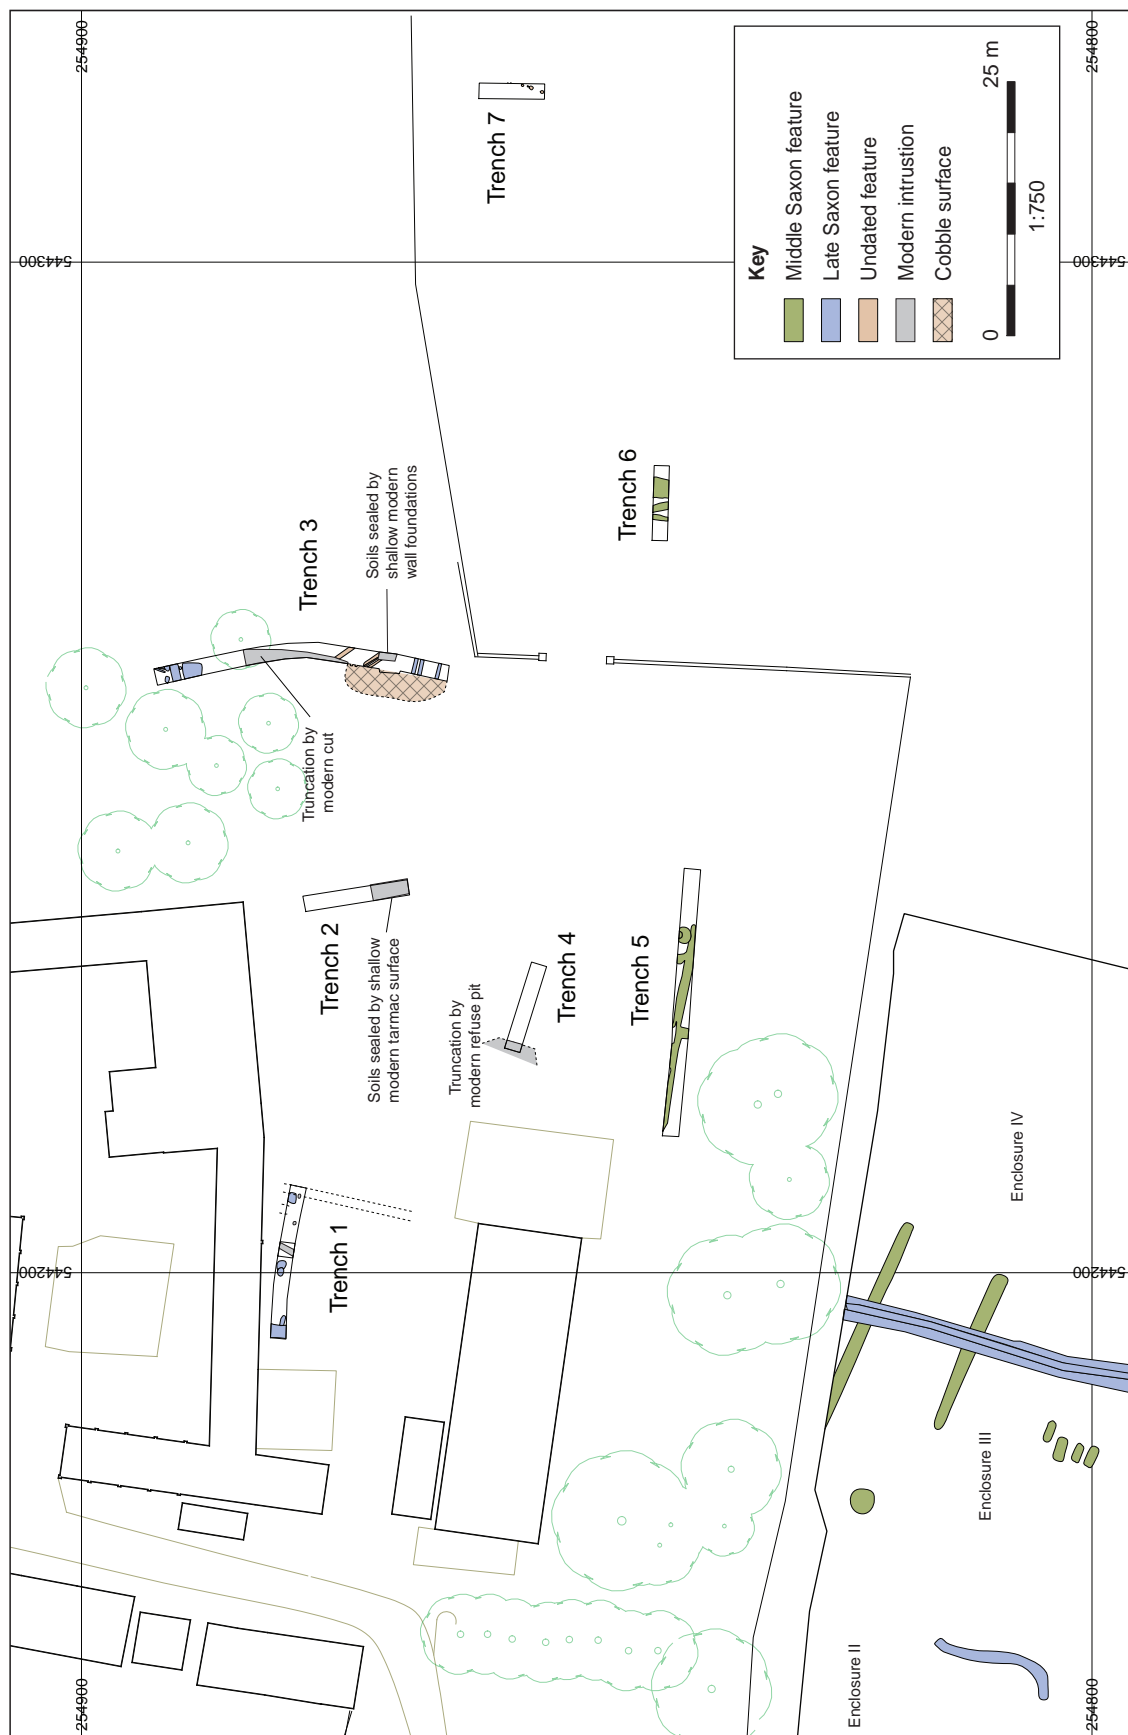 254900
254800
544300
544300
544200
544200
254900
254800
Trench 1
Trench 2
Soils sealed by shallow
modern tarmac surface
Trench 3
Truncation by
modern cut
Soils sealed by
shallow modern
wall foundations
Trench 4
Truncation by
modern refuse pit
Trench 5
Trench 6
Trench 7
Enclosure II
Enclosure III
Enclosure IV
Key
Middle Saxon feature
Late Saxon feature
Undated feature
Modern intrustion
Cobble surface
0
25 m
1:750